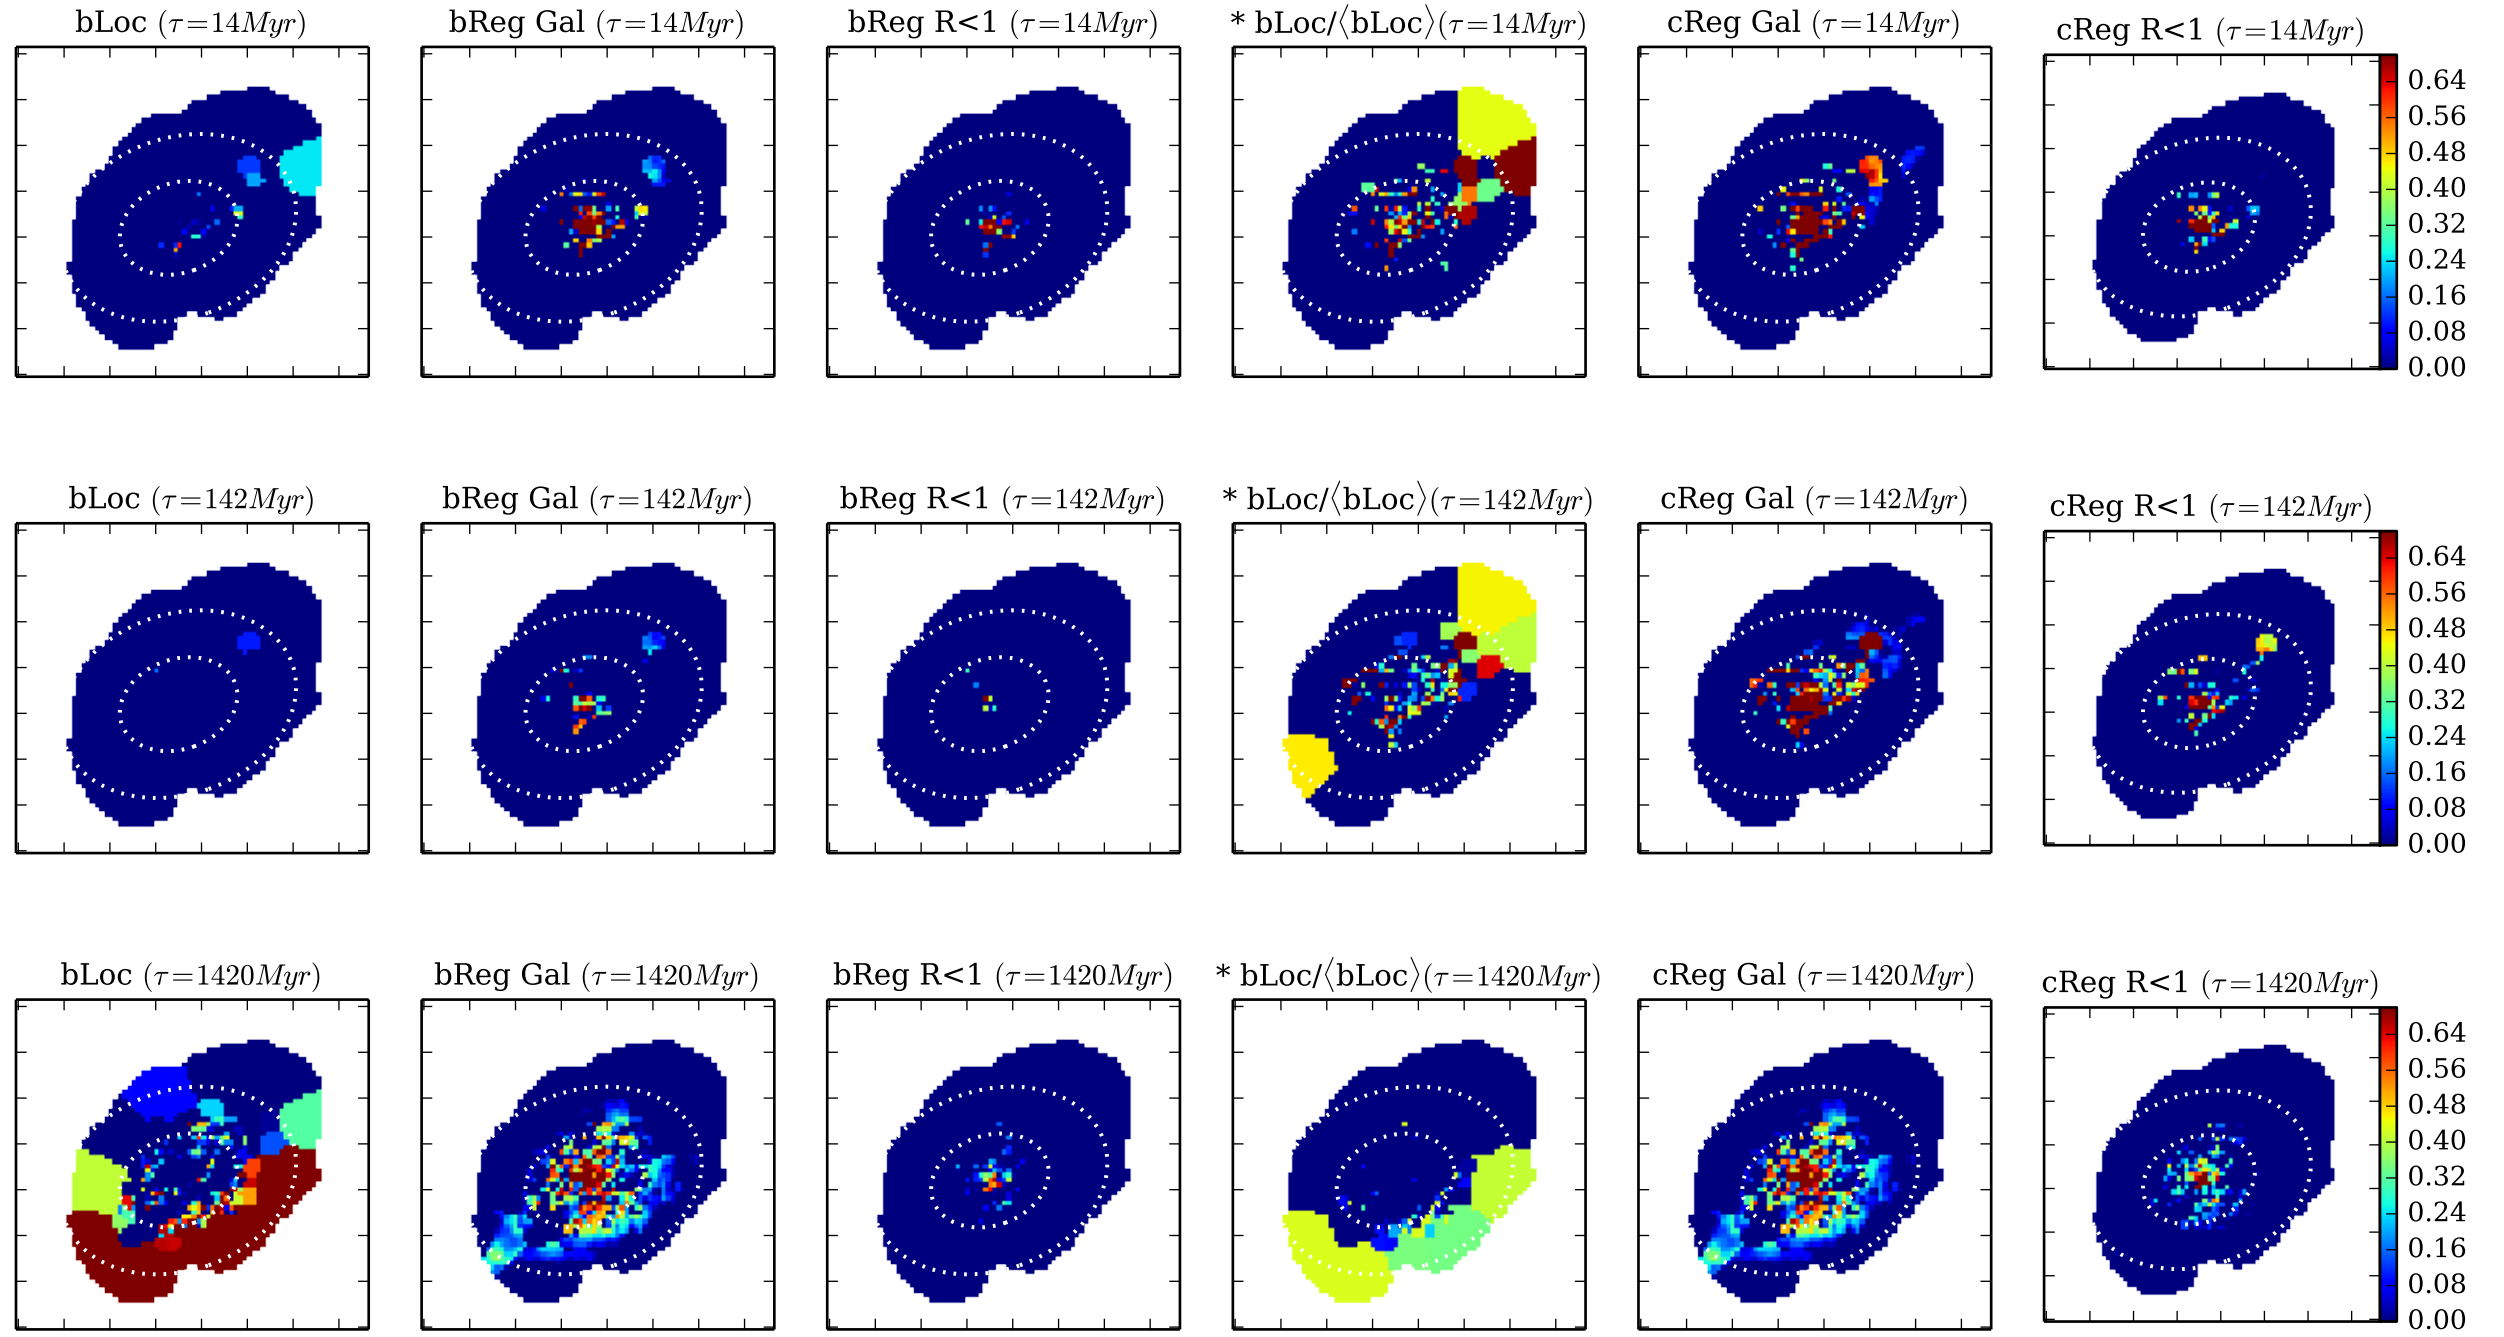 bLoc (τ=14Myr)
bReg Gal (τ=14Myr)
bReg R<1 (τ=14Myr)
* bLoc/⟨bLoc⟩(τ=14Myr)
cReg Gal (τ=14Myr)
cReg R<1 (τ=14Myr)
0.64
0.56
0.48
0.40
0.32
0.24
0.16
0.08
0.00
bLoc (τ=142Myr)
bReg Gal (τ=142Myr)
bReg R<1 (τ=142Myr)
* bLoc/⟨bLoc⟩(τ=142Myr)
cReg Gal (τ=142Myr)
cReg R<1 (τ=142Myr)
0.64
0.56
0.48
0.40
0.32
0.24
0.16
0.08
0.00
bLoc (τ=1420Myr)
bReg Gal (τ=1420Myr)
bReg R<1 (τ=1420Myr)
* bLoc/⟨bLoc⟩(τ=1420Myr)
cReg Gal (τ=1420Myr)
cReg R<1 (τ=1420Myr)
0.64
0.56
0.48
0.40
0.32
0.24
0.16
0.08
0.00